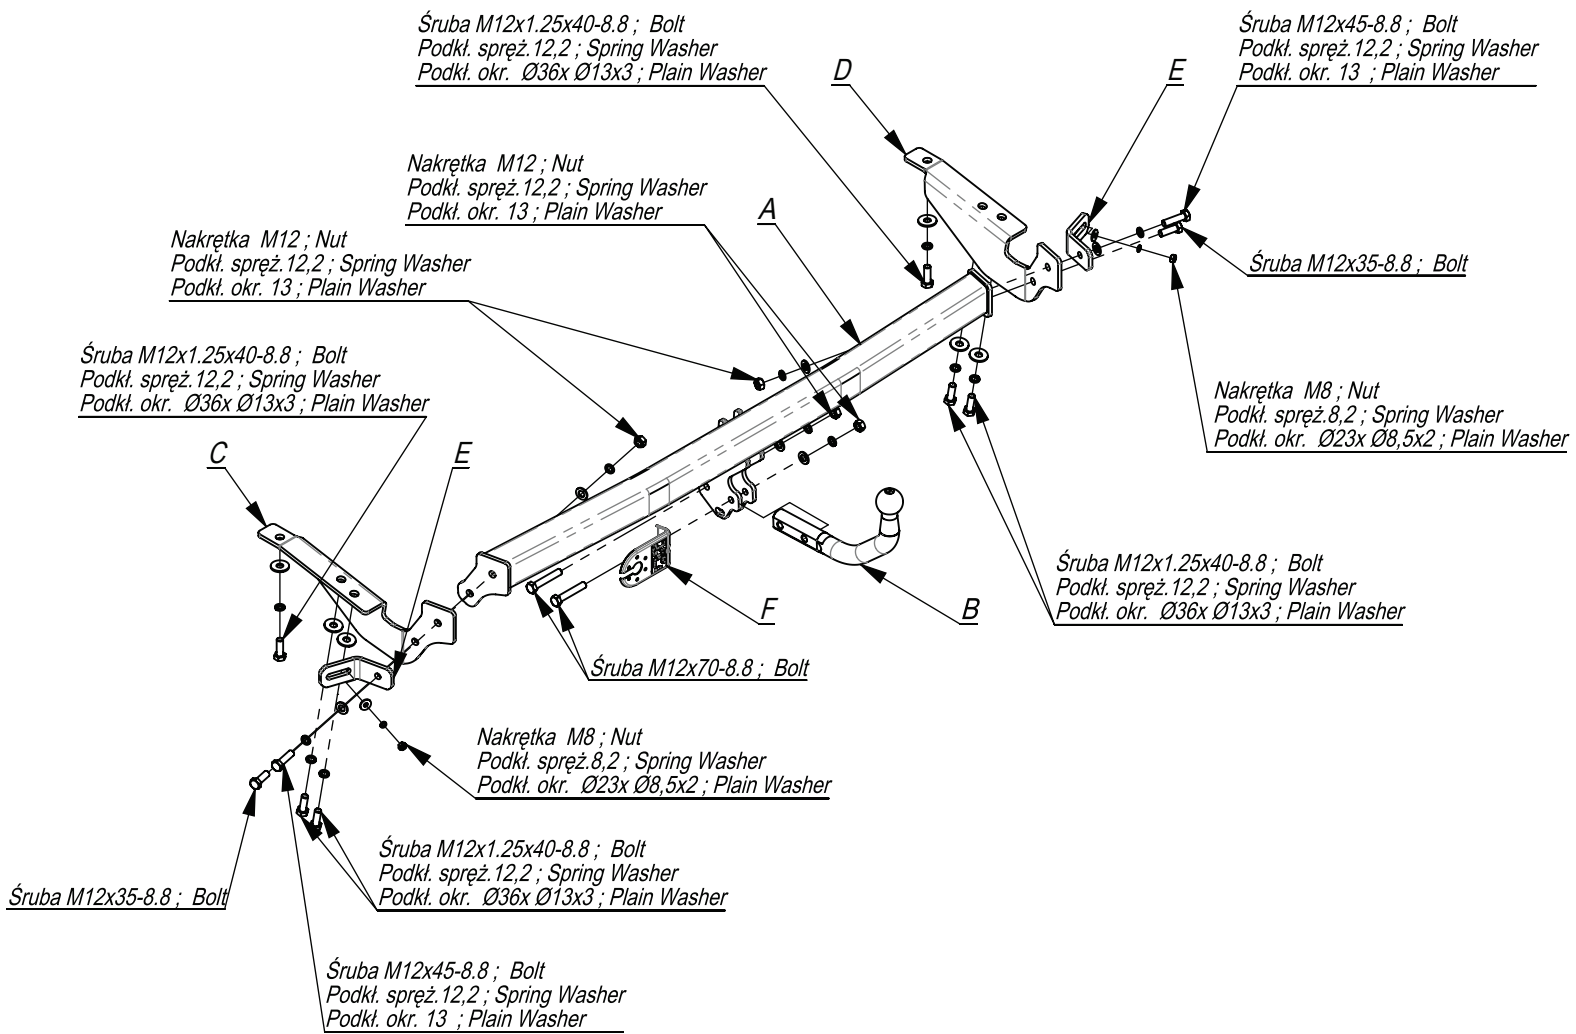 Śruba M12x1.25x40-8.8 ; Bolt
Podkł. spręż.12,2 ; Spring Washer
Podkł. okr. Ø36x Ø13x3 ; Plain Washer
D
E
Śruba M12x45-8.8 ; Bolt
Podkł. spręż.12,2 ; Spring Washer
Podkł. okr. 13 ; Plain Washer
Nakrętka M12 ; Nut
Podkł. spręż.12,2 ; Spring Washer
Podkł. okr. 13 ; Plain Washer
A
Nakrętka M12 ; Nut
Podkł. spręż.12,2 ; Spring Washer
Podkł. okr. 13 ; Plain Washer
Śruba M12x35-8.8 ; Bolt
Śruba M12x1.25x40-8.8 ; Bolt
Podkł. spręż.12,2 ; Spring Washer
Podkł. okr. Ø36x Ø13x3 ; Plain Washer
Nakrętka M8 ; Nut
Podkł. spręż.8,2 ; Spring Washer
Podkł. okr. Ø23x Ø8,5x2 ; Plain Washer
C
E
F
B
Śruba M12x1.25x40-8.8 ; Bolt
Podkł. spręż.12,2 ; Spring Washer
Podkł. okr. Ø36x Ø13x3 ; Plain Washer
Śruba M12x70-8.8 ; Bolt
Nakrętka M8 ; Nut
Podkł. spręż.8,2 ; Spring Washer
Podkł. okr. Ø23x Ø8,5x2 ; Plain Washer
Śruba M12x35-8.8 ; Bolt
Śruba M12x1.25x40-8.8 ; Bolt
Podkł. spręż.12,2 ; Spring Washer
Podkł. okr. Ø36x Ø13x3 ; Plain Washer
Śruba M12x45-8.8 ; Bolt
Podkł. spręż.12,2 ; Spring Washer
Podkł. okr. 13 ; Plain Washer